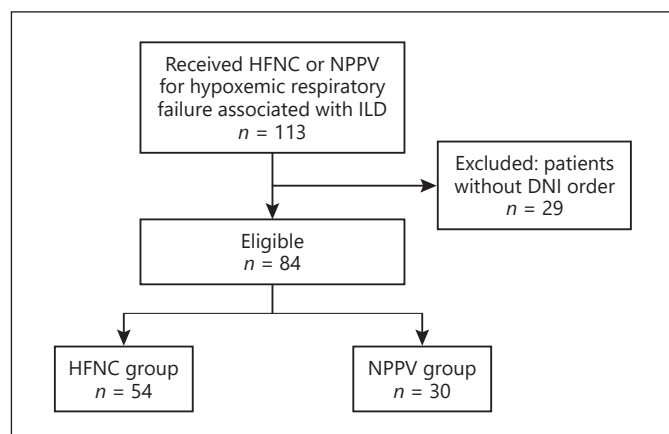 Received HFNC or NPPV
for hypoxemic respiratory
failure associated with ILD
n = 113
Excluded: patients
without DNI order
n = 29
Eligible
n = 84
HFNC group
n = 54
NPPV group
n = 30